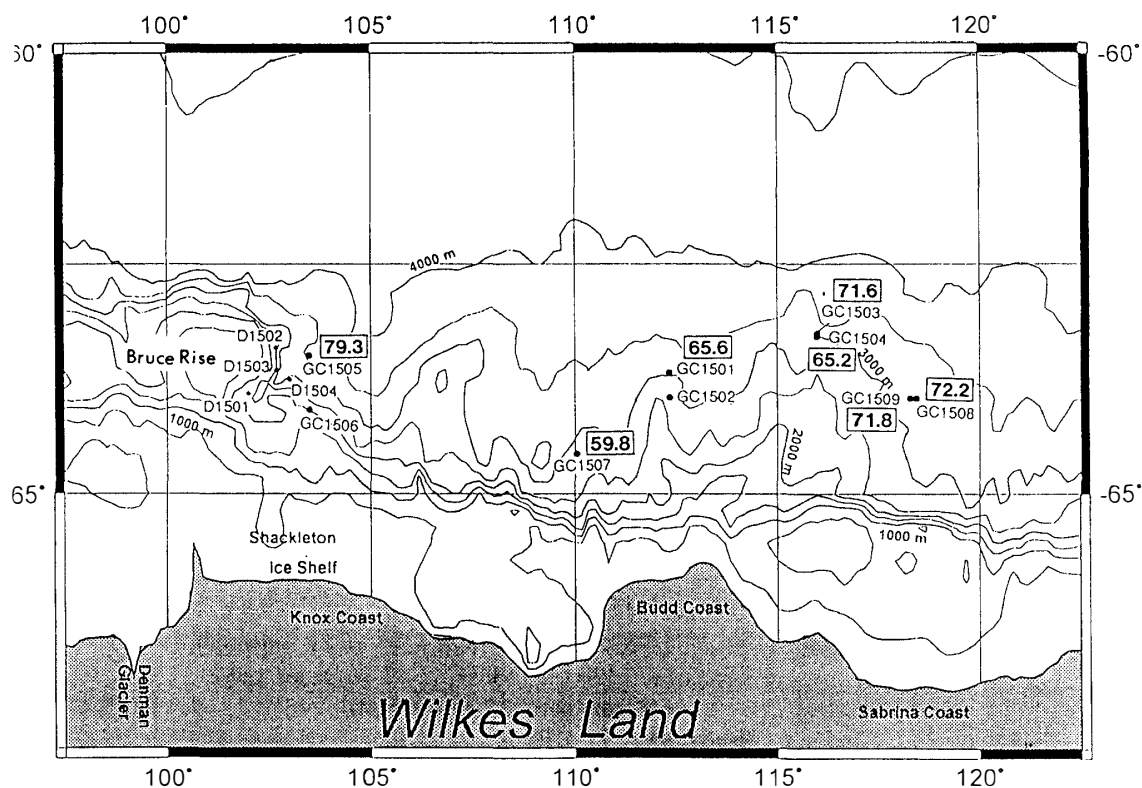 100° 105° 110° 115° 120°
60° -60°
4000 m
71.6
GC1503
D1502
GC1504
Bruce Rise 79.3 65.6 65.2 3000 m
D1503 GC1505 GC1501
D1504 GC1502 GC1509 72.2
D1501 71.8 GC1508
1000 m GC1506
59.8 2000 m
GC1507
65° -65°
1000 m
Shackleton
Ice Shelf
Knox Coast Budd Coast
Denman
Glacier
Wilkes Land Sabrina Coast
100° 105° 110° 115° 120°